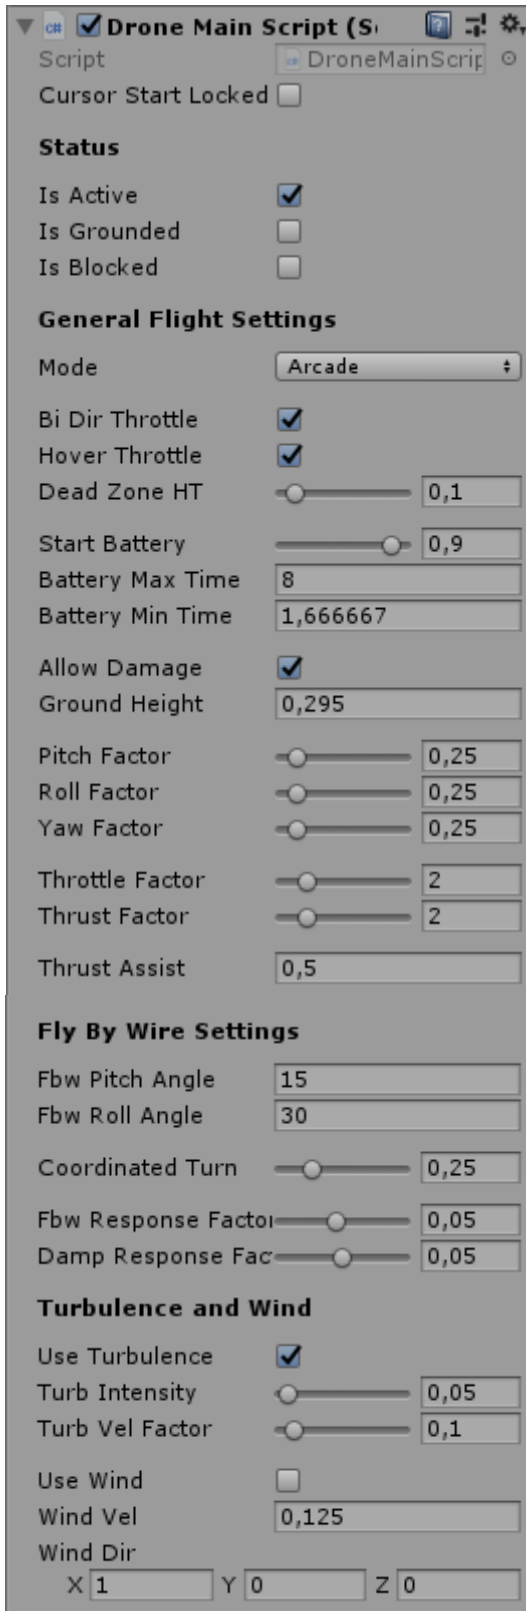 Drone Main Script (S
Script DroneMainScrip
Cursor Start Locked
Status
Is Active
Is Grounded
Is Blocked
General Flight Settings
Mode Arcade
Bi Dir Throttle
Hover Throttle
Dead Zone HT 0,1
Start Battery 0,9
Battery Max Time 8
Battery Min Time 1,666667
Allow Damage
Ground Height 0,295
Pitch Factor 0,25
Roll Factor 0,25
Yaw Factor 0,25
Throttle Factor 2
Thrust Factor 2
Thrust Assist 0,5
Fly By Wire Settings
Fbw Pitch Angle 15
Fbw Roll Angle 30
Coordinated Turn 0,25
Fbw Response Factor 0,05
Damp Response Fac 0,05
Turbulence and Wind
Use Turbulence
Turb Intensity 0,05
Turb Vel Factor 0,1
Use Wind
Wind Vel 0,125
Wind Dir
X 1 Y 0 Z 0